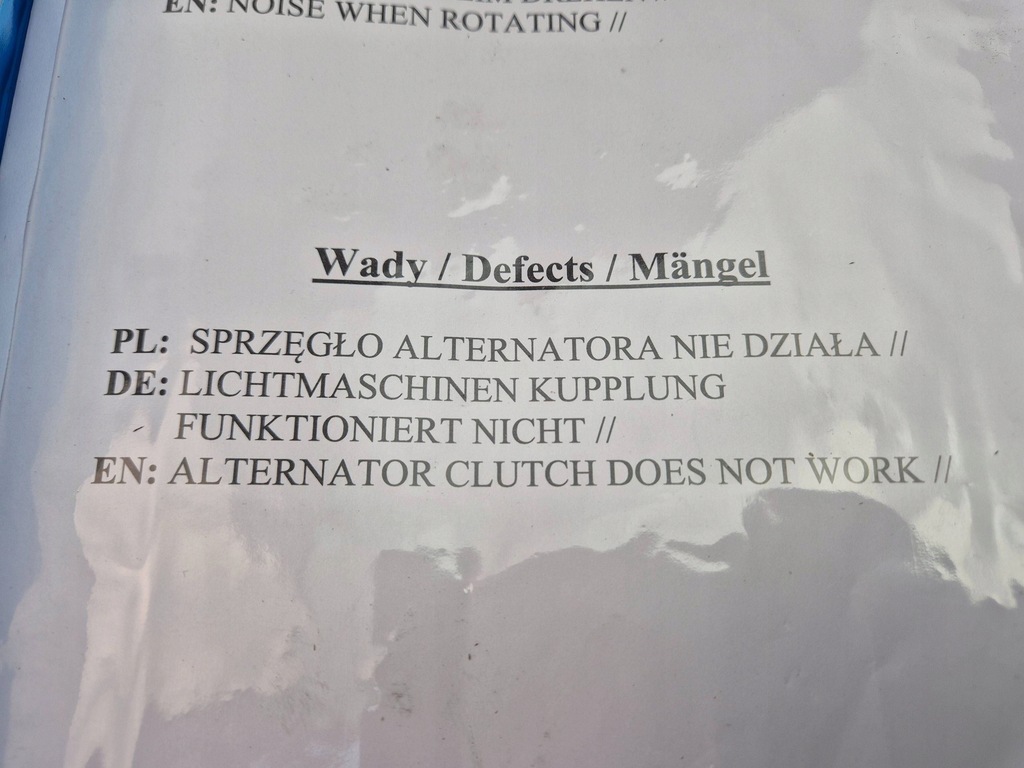 EN: NOISE WHEN ROTATING //
Wady / Defects / Mängel
PL: SPRZĘGŁO ALTERNATORA NIE DZIAŁA //
DE: LICHTMASCHINEN KUPPLUNG
FUNKTIONIERT NICHT //
EN: ALTERNATOR CLUTCH DOES NOT WORK //